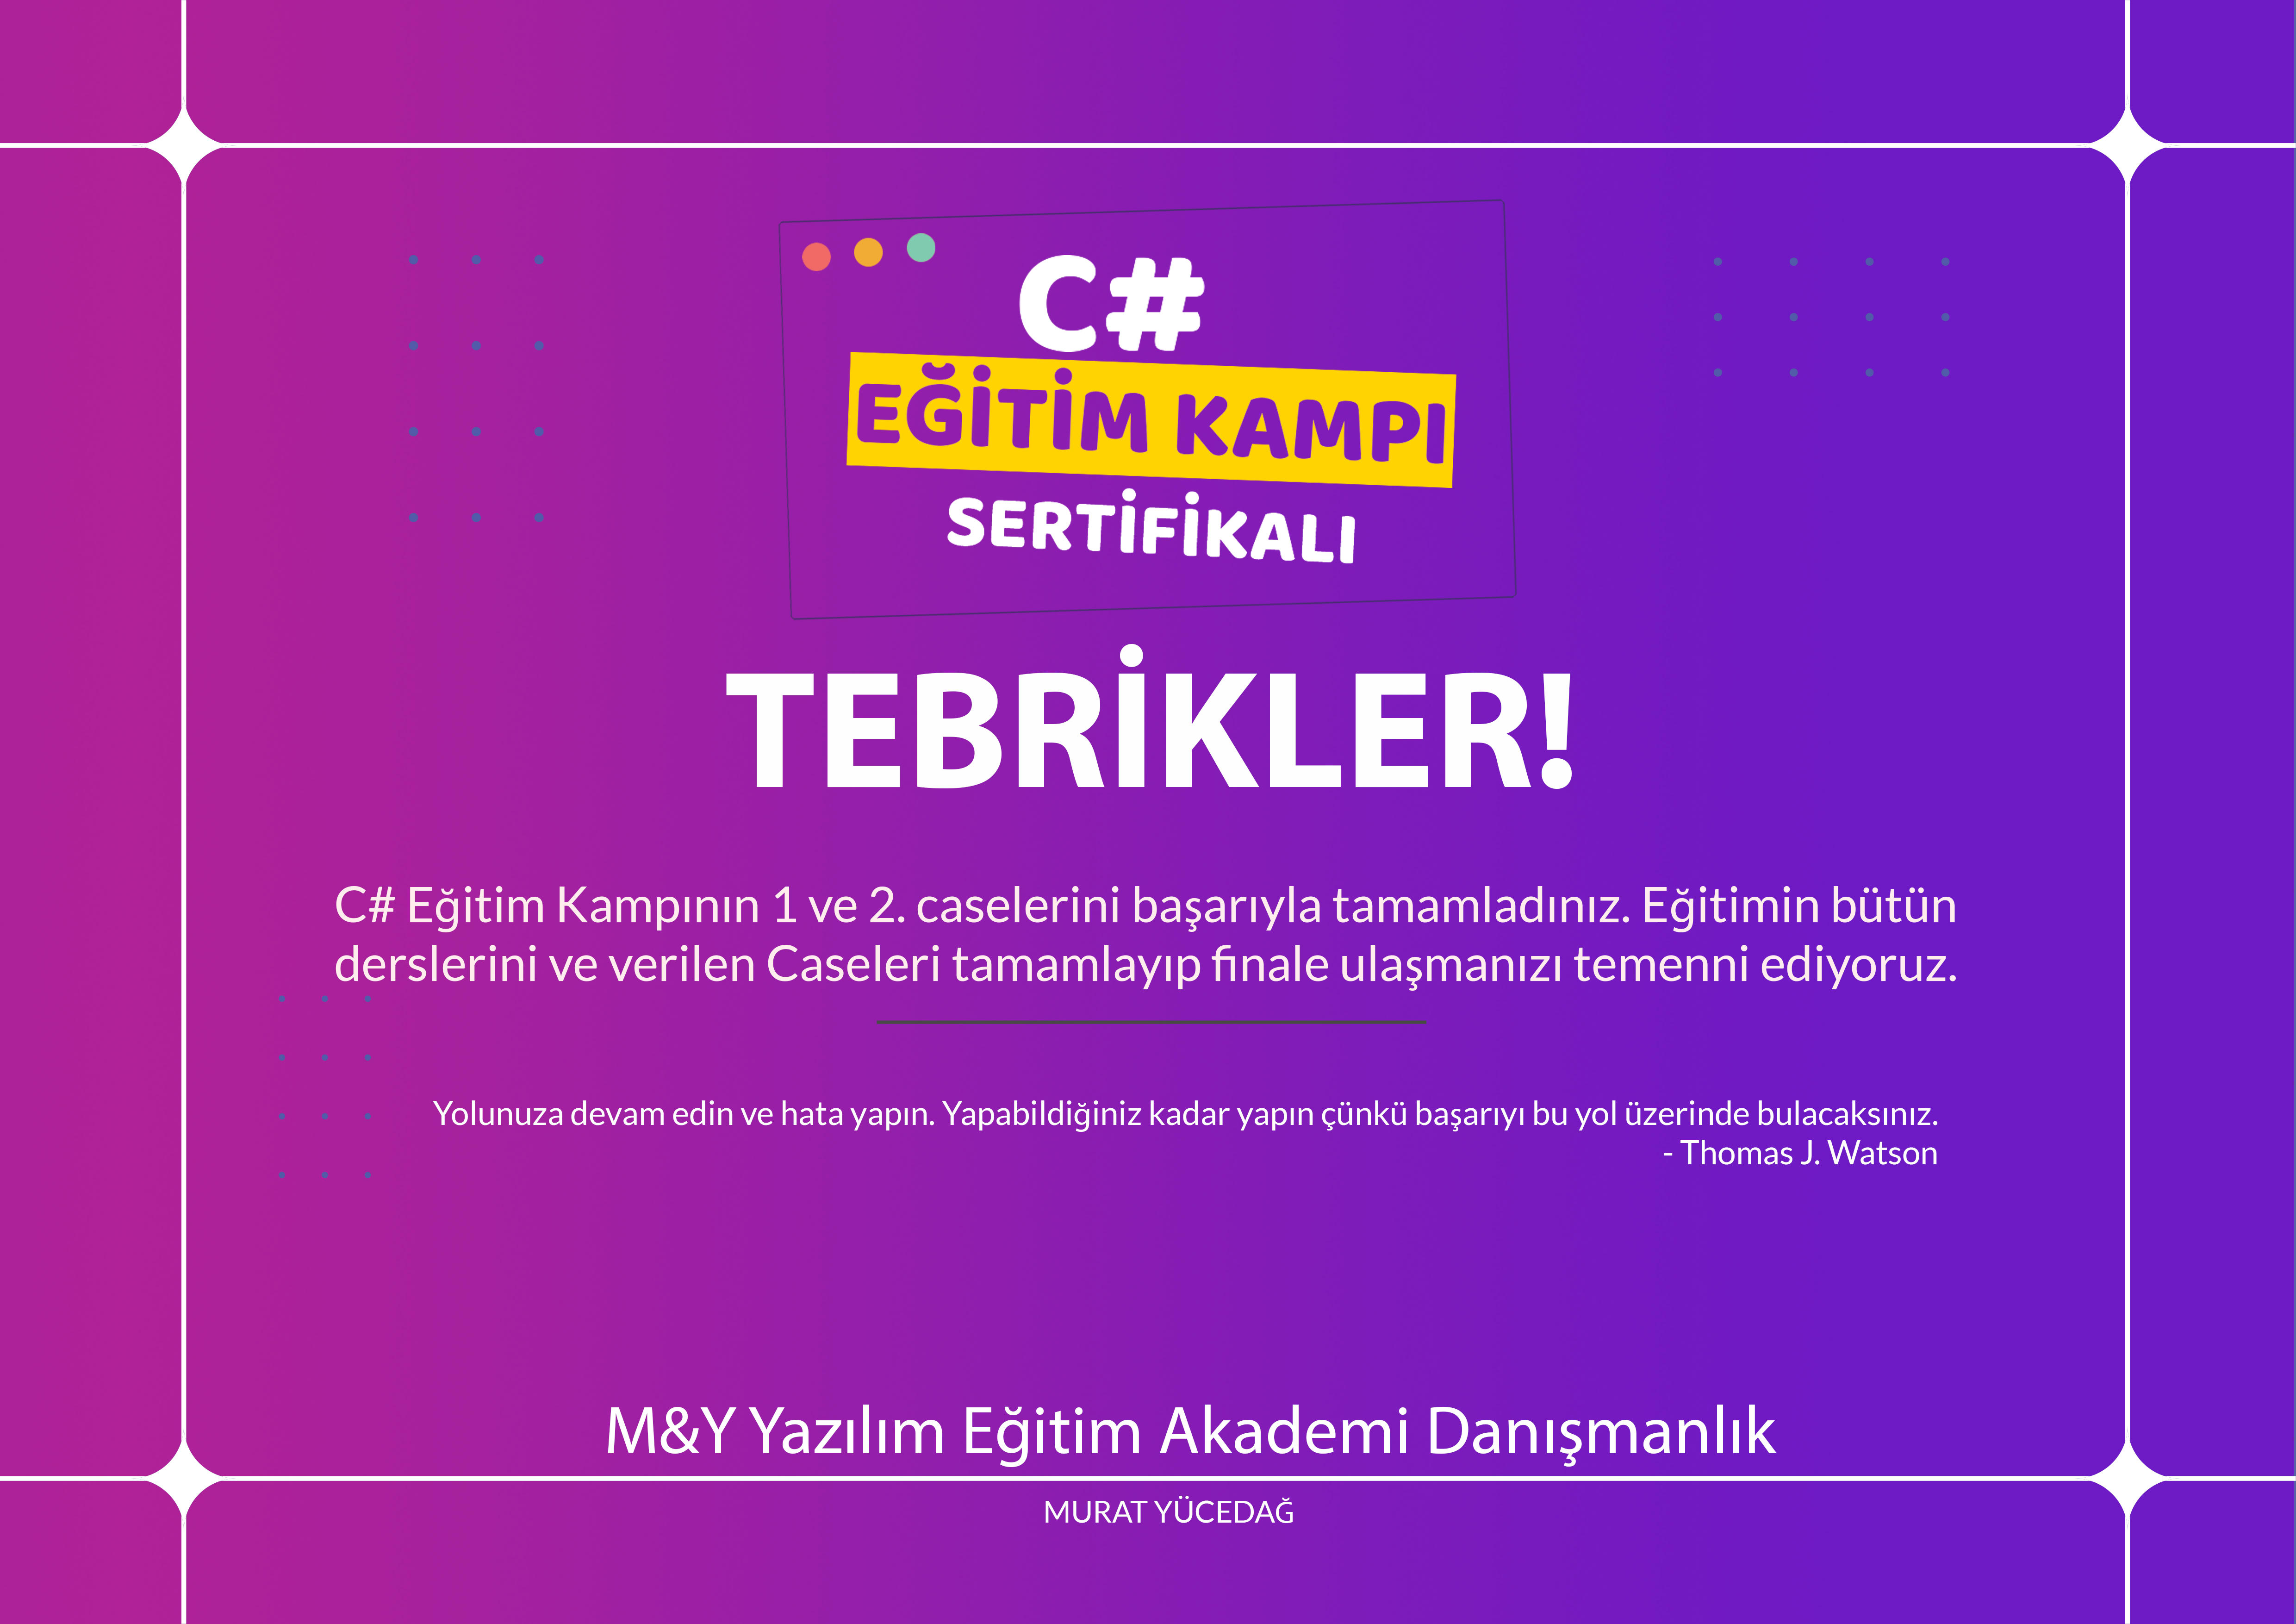 C#
EĞİTİM KAMPI
SERTİFİKALI
TEBRİKLER!
C# Eğitim Kampının 1 ve 2. caselerini başarıyla tamamladınız. Eğitimin bütün
derslerini ve verilen Caseleri tamamlayıp finale ulaşmanızı temenni ediyoruz.
Yolunuza devam edin ve hata yapın. Yapabildiğiniz kadar yapın çünkü başarıyı bu yol üzerinde bulacaksınız.
- Thomas J. Watson
M&Y Yazılım Eğitim Akademi Danışmanlık
MURAT YÜCEDAĞ